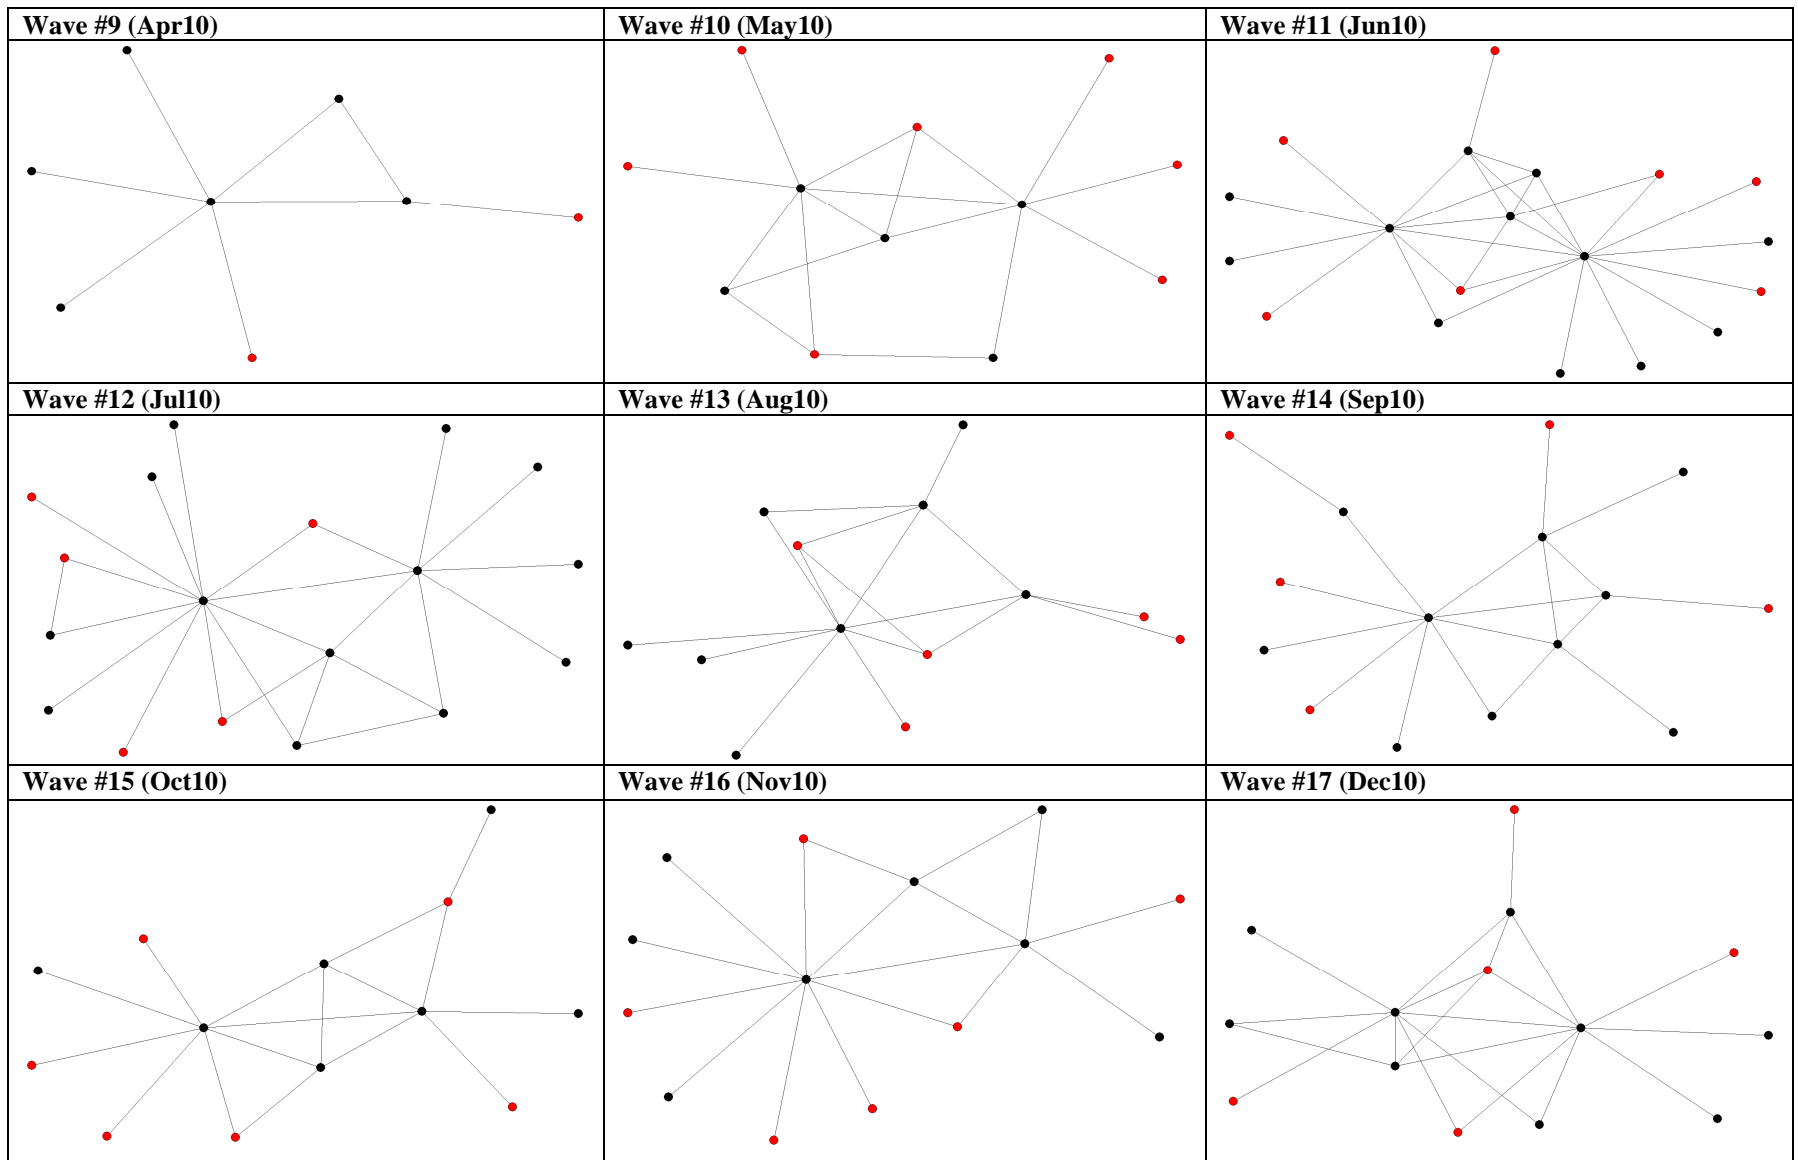 Wave #9 (Apr10)
Wave #10 (May10)
Wave #11 (Jun10)
Wave #12 (Jul10)
Wave #13 (Aug10)
Wave #14 (Sep10)
Wave #15 (Oct10)
Wave #16 (Nov10)
Wave #17 (Dec10)